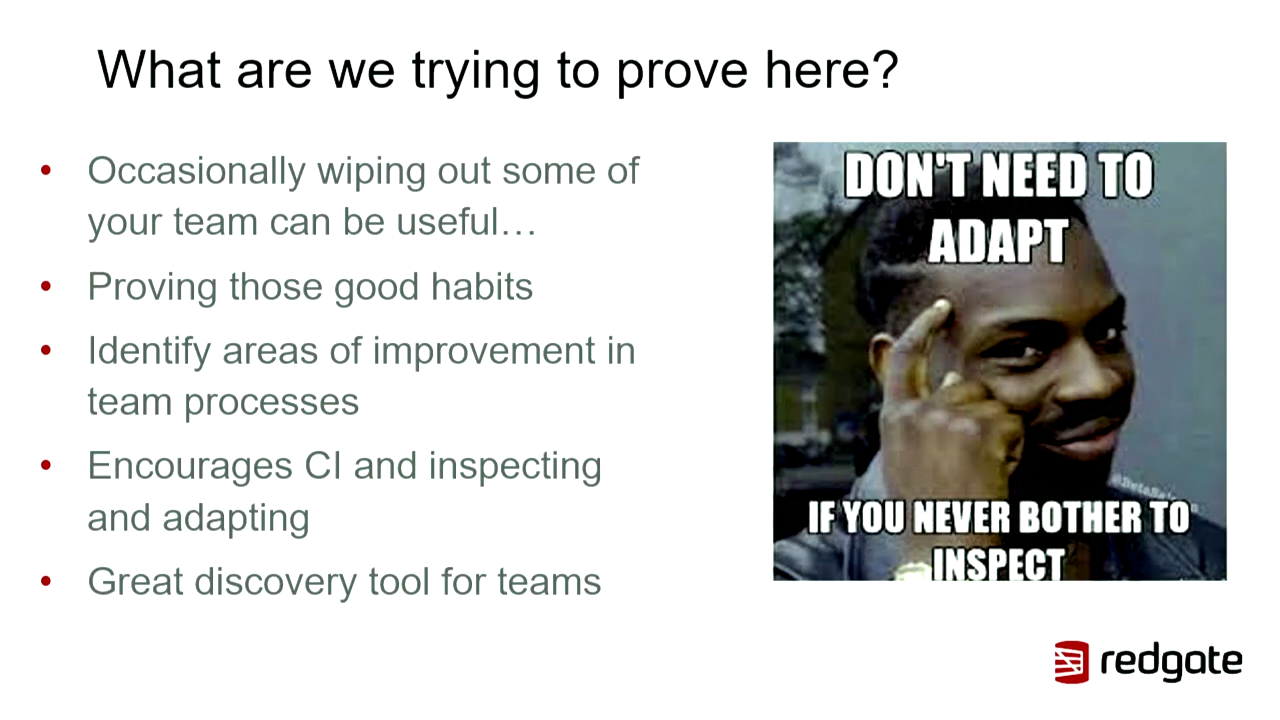 What are we trying to prove here?
• Occasionally wiping out some of
your team can be useful…
• Proving those good habits
• Identify areas of improvement in
team processes
• Encourages CI and inspecting
and adapting
• Great discovery tool for teams
DON'T NEED TO
ADAPT
IF YOU NEVER BOTHER TO
INSPECT
redgate